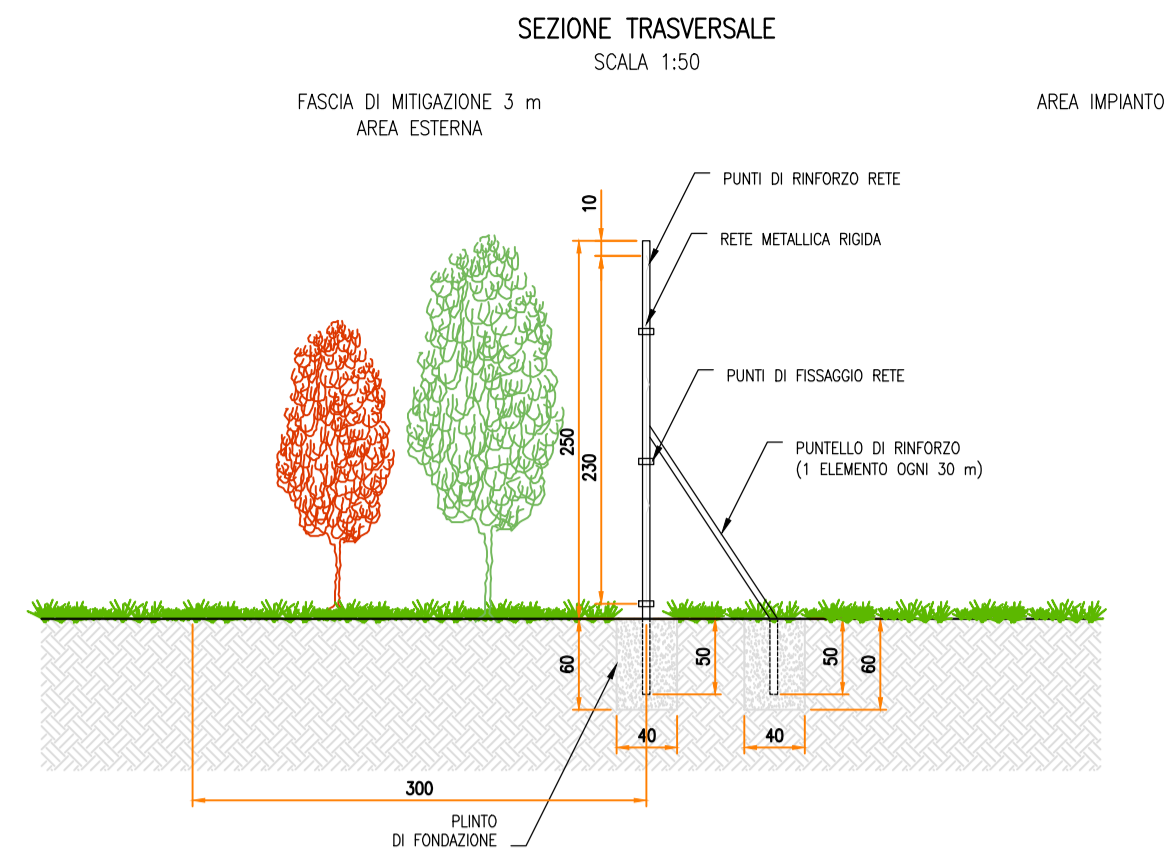 SEZIONE TRASVERSALE
SCALA 1:50
FASCIA DI MITIGAZIONE 3 m
AREA ESTERNA
AREA IMPIANTO
PUNTI DI RINFORZO RETE
10
RETE METALLICA RIGIDA
PUNTI DI FISSAGGIO RETE
250
230
PUNTELLO DI RINFORZO
(1 ELEMENTO OGNI 30 m)
60
50
50
60
40
40
300
PLINTO
DI FONDAZIONE